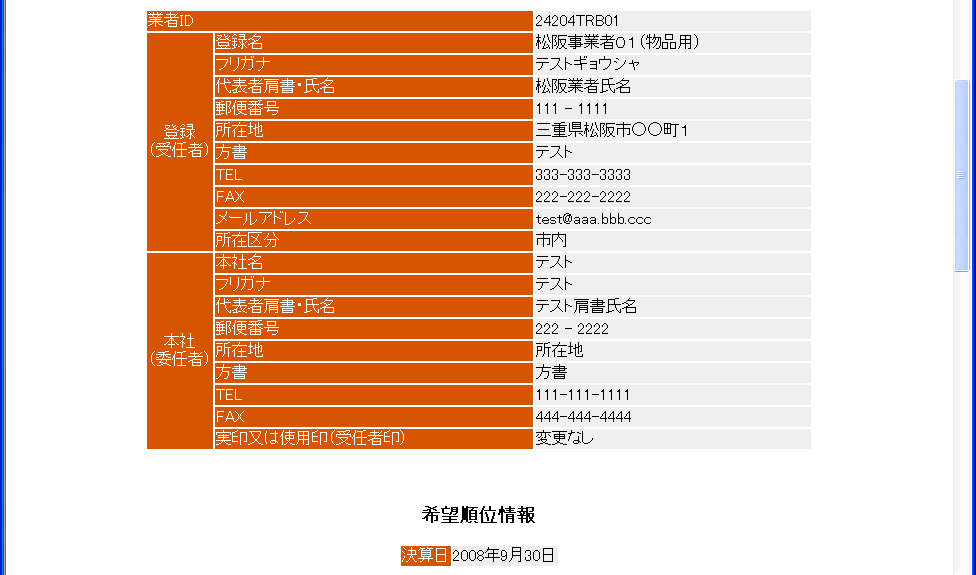 業者ID 24204TRB01
登録
(受任者)
登録名 松阪事業者０１(物品用)
フリガナ テストギョウシャ
代表者肩書・氏名 松阪業者氏名
郵便番号 111 - 1111
所在地 三重県松阪市〇〇町１
方書 テスト
TEL 333-333-3333
FAX 222-222-2222
メールアドレス test@aaa.bbb.ccc
所在区分 市内
本社
(委任者)
本社名 テスト
フリガナ テスト
代表者肩書・氏名 テスト肩書氏名
郵便番号 222 - 2222
所在地 所在地
方書 方書
TEL 111-111-1111
FAX 444-444-4444
実印又は使用印(受任者印) 変更なし
希望順位情報
決算日 2008年9月30日